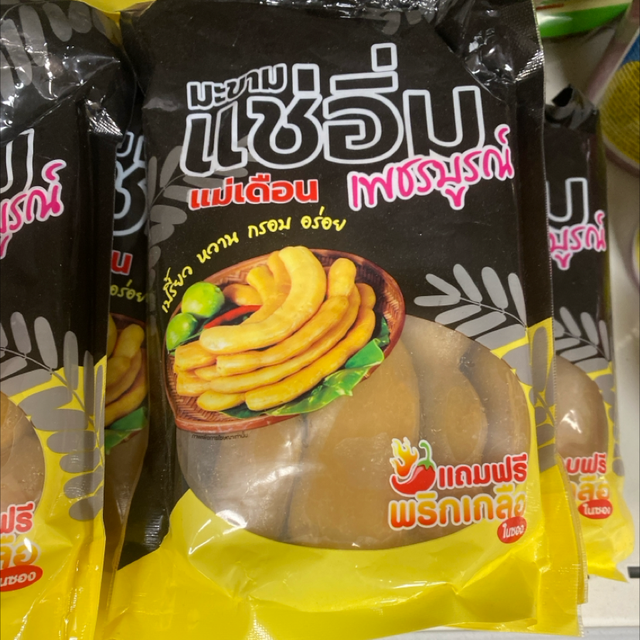 มะขาม
แช่อิ่ม
แม่เดือน เพชรบูรณ์
เปรี้ยว หวาน กรอบ อร่อย
แถมฟรี
พริกเกลือ
ในซอง